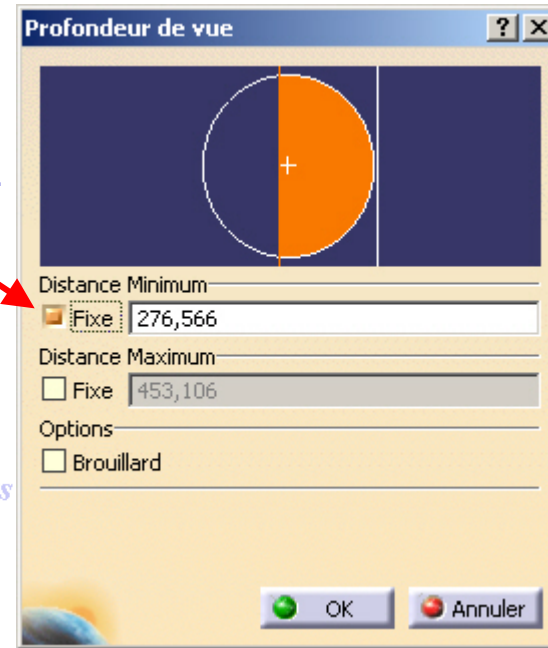 Profondeur de vue
Distance Minimum
Fixe 276,566
Distance Maximum
Fixe 453,106
Options
Brouillard
s
OK Annuler